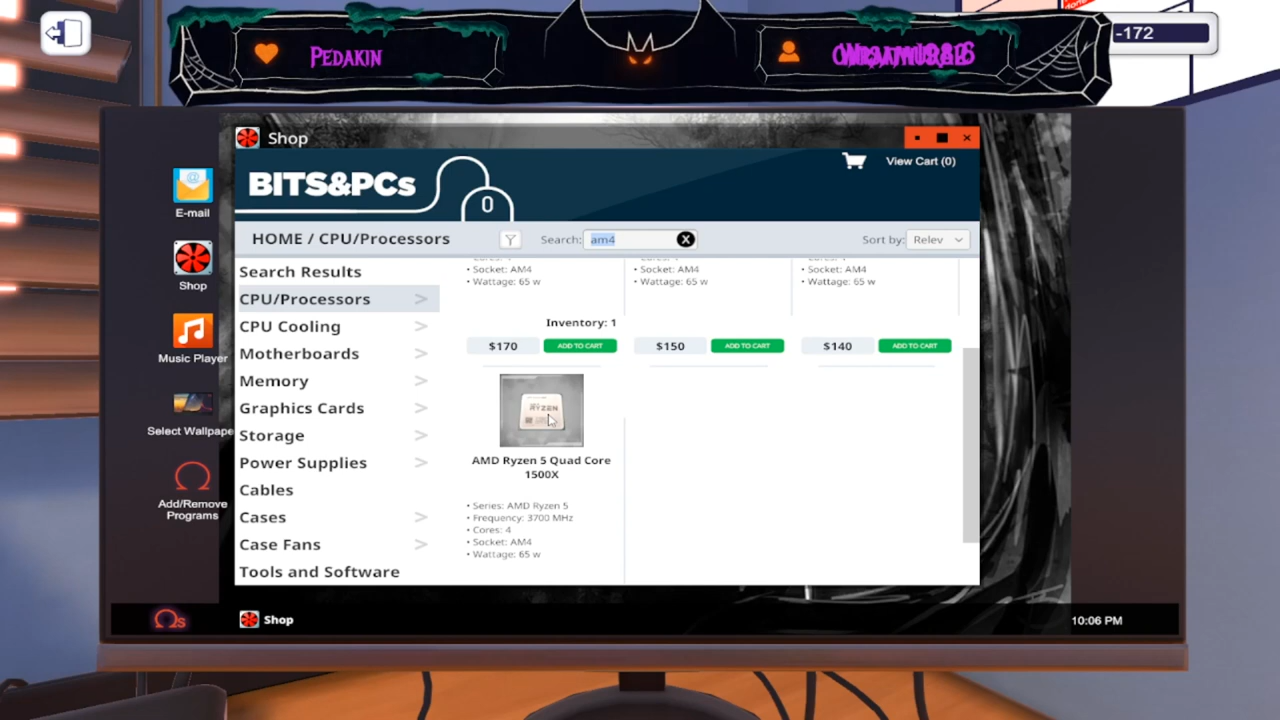 PEDAKIN
-172
Shop
View Cart (0)
BITS&PCs
0
HOME / CPU/Processors
Search:
am4
Sort by:
Relev
Search Results
CPU/Processors >
CPU Cooling >
Motherboards >
Memory >
Graphics Cards >
Storage >
Power Supplies >
Cables
Cases >
Case Fans >
Tools and Software
• Socket: AM4
• Wattage: 65 w
• Socket: AM4
• Wattage: 65 w
• Socket: AM4
• Wattage: 65 w
Inventory: 1
$170
ADD TO CART
$150
ADD TO CART
$140
ADD TO CART
RYZEN
AMD Ryzen 5 Quad Core
1500X
• Series: AMD Ryzen 5
• Frequency: 3700 MHz
• Cores: 4
• Socket: AM4
• Wattage: 65 w
E-mail
Shop
Music Player
Select Wallpape
Add/Remove
Programs
Shop
10:06 PM